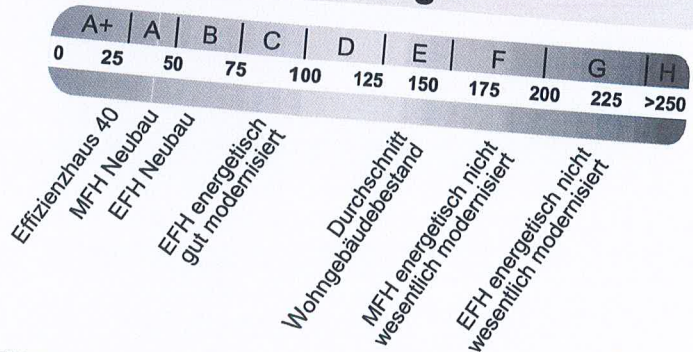 A+ | A | B | C | D | E | F | G | H
0 25 50 75 100 125 150 175 200 225 >250
Effizienzhaus 40
MFH Neubau
EFH Neubau
EFH energetisch
gut modernisiert
Durchschnitt
Wohngebäudebestand
MFH energetisch nicht
wesentlich modernisiert
EFH energetisch nicht
wesentlich modernisiert